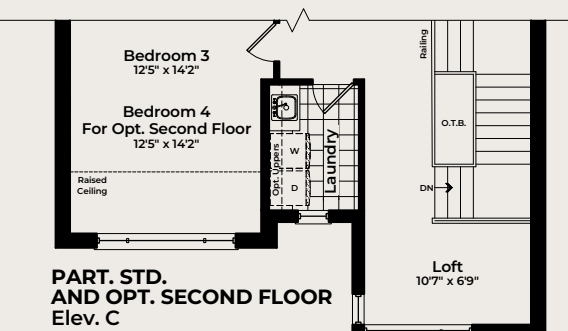 Bedroom 3
12'5" x 14'2"
Bedroom 4
For Opt. Second Floor
12'5" x 14'2"
Raised
Ceiling
Opt. Uppers
W
D
Laundry
Railing
O.T.B.
DN
Loft
10'7" x 6'9"
PART. STD.
AND OPT. SECOND FLOOR
Elev. C